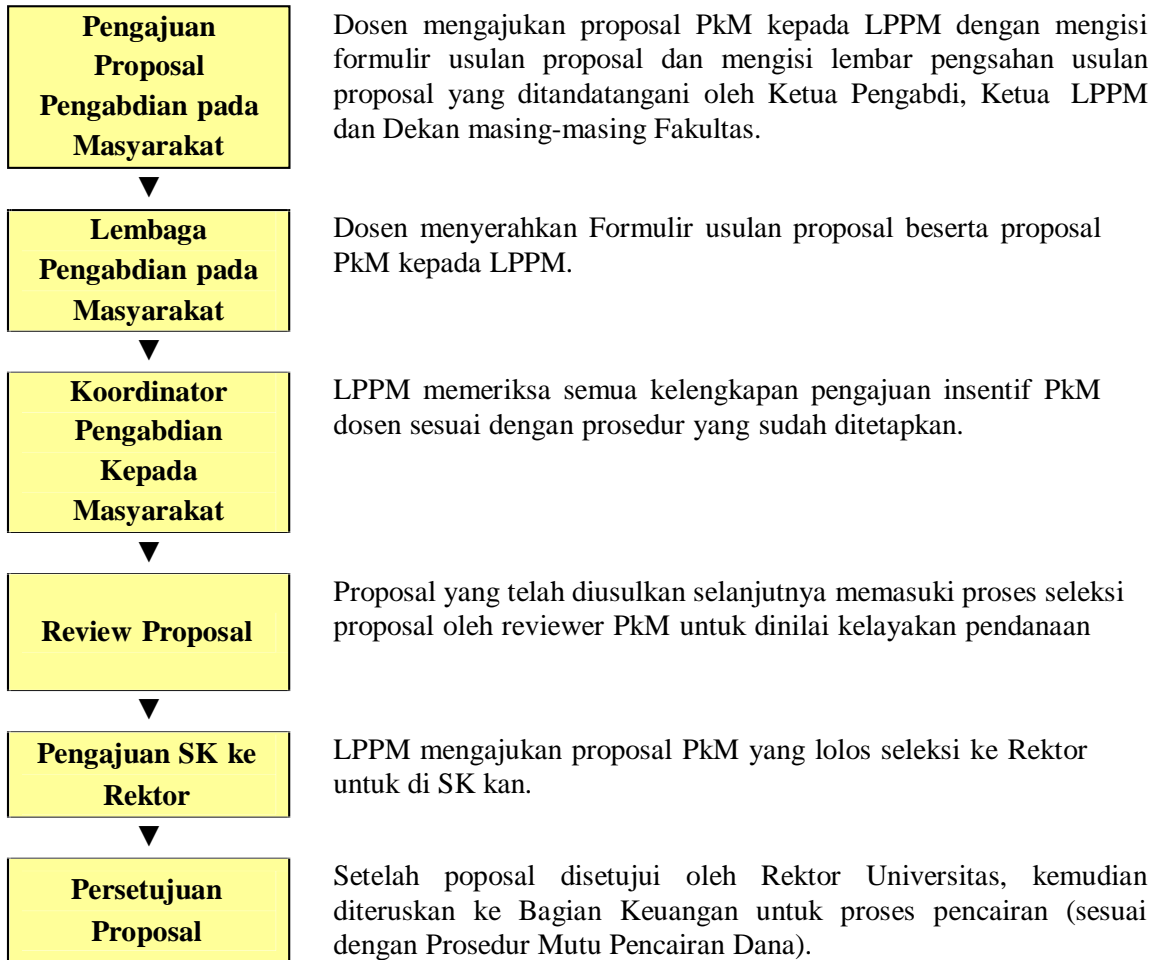 Pengajuan
Proposal
Pengabdian pada
Masyarakat
Dosen mengajukan proposal PkM kepada LPPM dengan mengisi
formulir usulan proposal dan mengisi lembar pengsahan usulan
proposal yang ditandatangani oleh Ketua Pengabdi, Ketua LPPM
dan Dekan masing-masing Fakultas.
▼
Lembaga
Pengabdian pada
Masyarakat
Dosen menyerahkan Formulir usulan proposal beserta proposal
PkM kepada LPPM.
▼
Koordinator
Pengabdian
Kepada
Masyarakat
LPPM memeriksa semua kelengkapan pengajuan insentif PkM
dosen sesuai dengan prosedur yang sudah ditetapkan.
▼
Review Proposal
Proposal yang telah diusulkan selanjutnya memasuki proses seleksi
proposal oleh reviewer PkM untuk dinilai kelayakan pendanaan
▼
Pengajuan SK ke
Rektor
LPPM mengajukan proposal PkM yang lolos seleksi ke Rektor
untuk di SK kan.
▼
Persetujuan
Proposal
Setelah poposal disetujui oleh Rektor Universitas, kemudian
diteruskan ke Bagian Keuangan untuk proses pencairan (sesuai
dengan Prosedur Mutu Pencairan Dana).